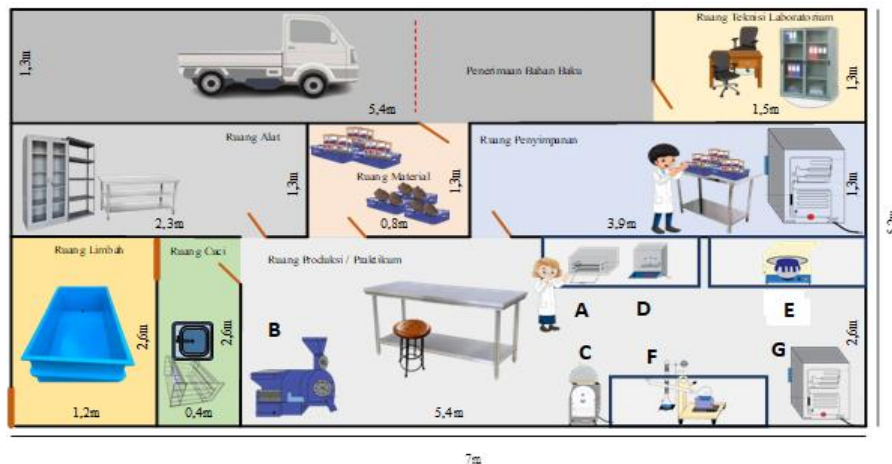 Ruang Teknisi Laboratorium
1,3m
Penerimaan Bahan Baku
1,3m
5,4m
1,5m
Ruang Alat
Ruang Material
Ruang Penyimpanan
1,3m
1,3m
1,3m
2,3m
0,8m
3,9m
Ruang Limbah
Ruang Cuci
Ruang Produksi / Praktikum
A
D
E
B
2,6m
2,6m
2,6m
C
F
G
1,2m
0,4m
5,4m
7m